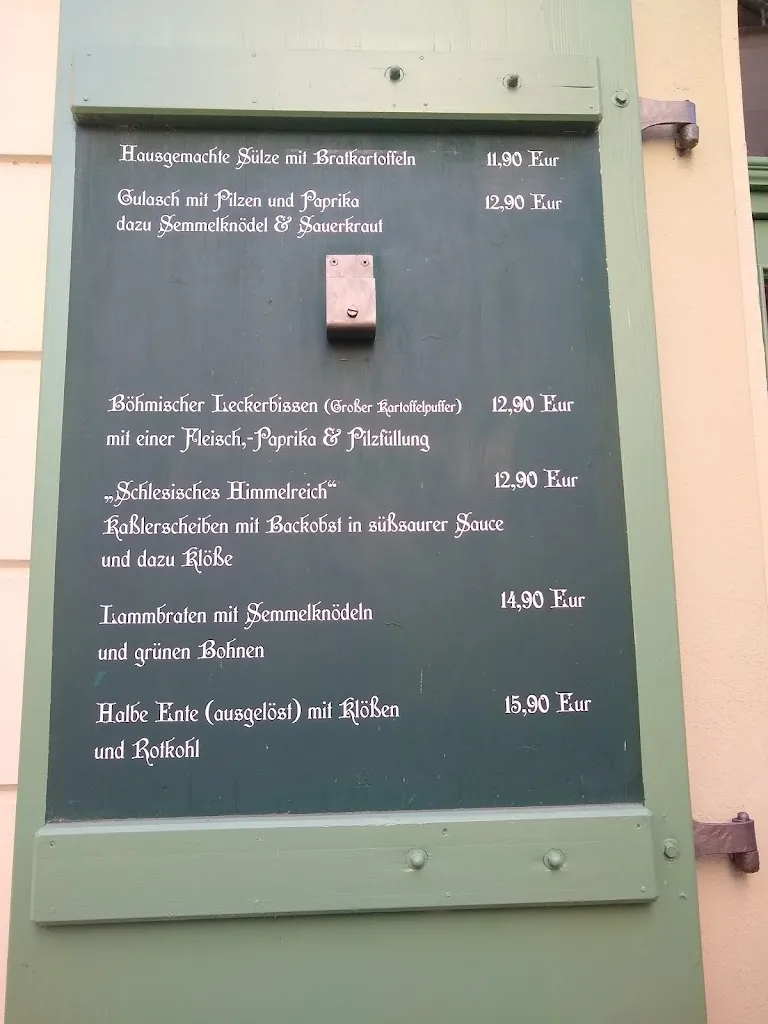 Hausgemachte Sülze mit Bratkartoffeln 11,90 Eur
Gulasch mit Pilzen und Paprika 12,90 Eur
dazu Semmelknödel & Sauerkraut
Böhmischer Leckerbissen (Großer Kartoffelpuffer) 12,90 Eur
mit einer Fleisch,-Paprika & Pilzfüllung
„Schlesisches Himmelreich“ 12,90 Eur
Kaßlerscheiben mit Backobst in süßsaurer Sauce
und dazu Klöße
Lammbraten mit Semmelknödeln 14,90 Eur
und grünen Bohnen
Halbe Ente (ausgelöst) mit Klößen 15,90 Eur
und Rotkohl